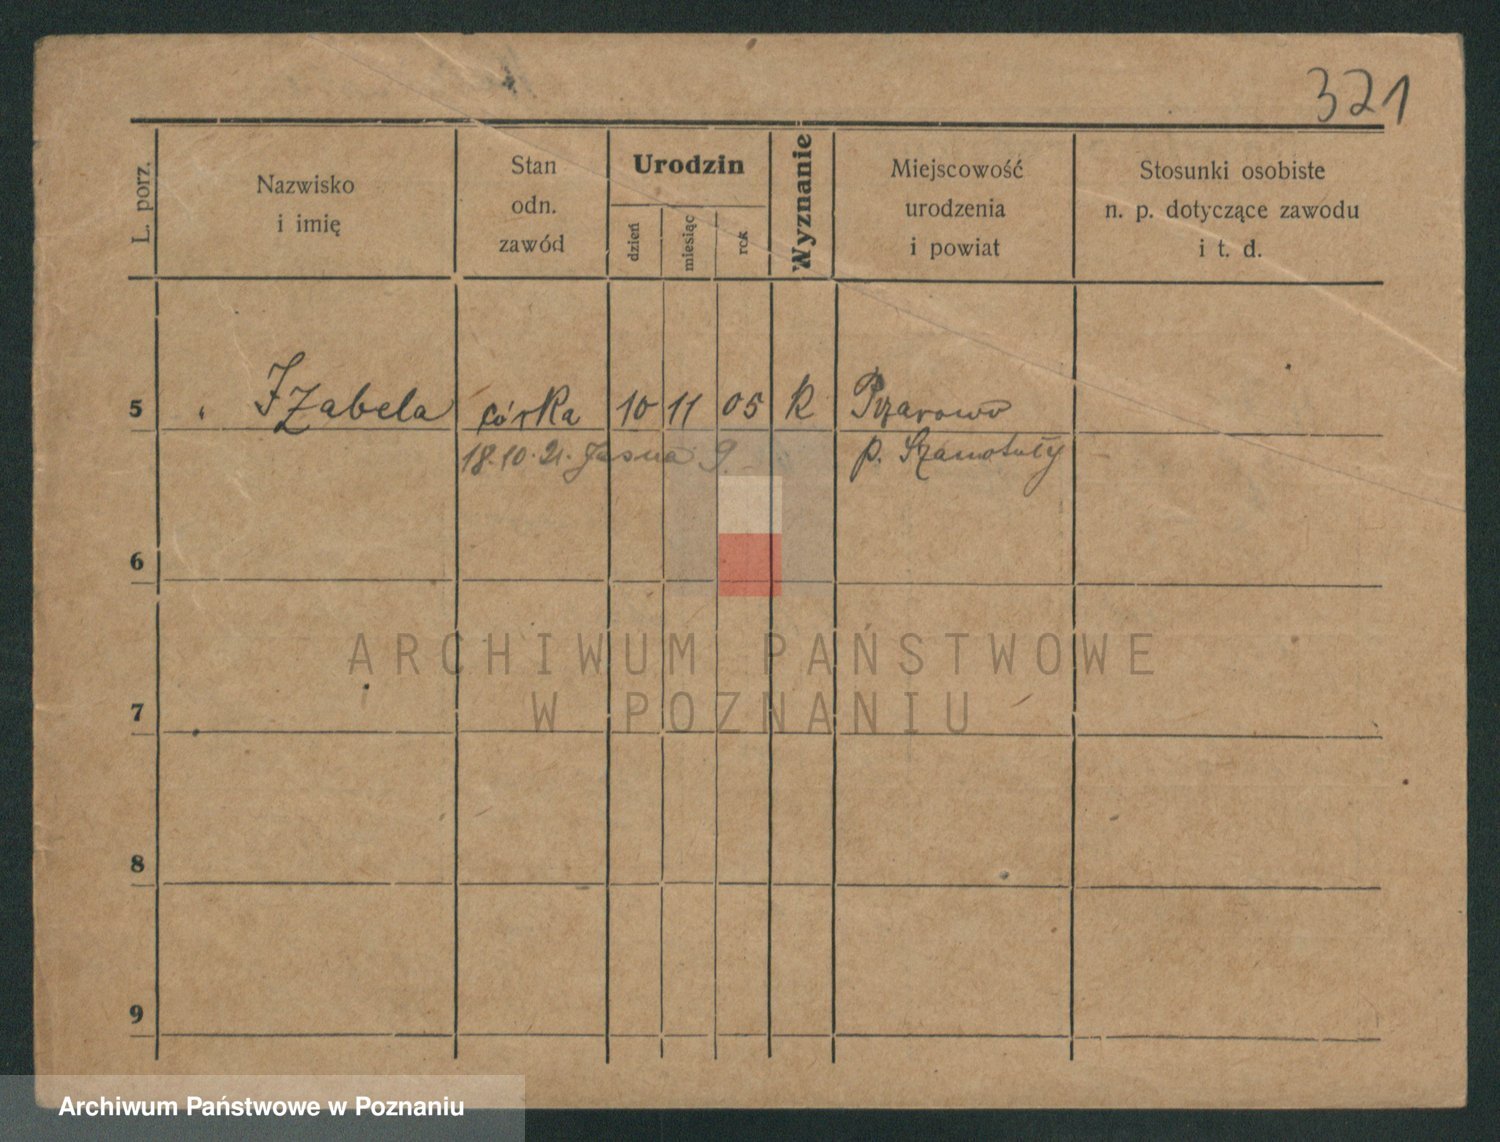 321
L. porz.
Nazwisko
i imię
Stan
odn.
zawód
Urodzin
dzień
miesiąc
rok
Wyznanie
Miejscowość
urodzenia
i powiat
Stosunki osobiste
n. p. dotyczące zawodu
i t. d.
5 " Izabela córka 10 11 05 k
18.10.21. Jasna 9. p. Szamotuły
6
ARCHIWUM PAŃSTWOWE
W POZNANIU
7
8
9
Archiwum Państwowe w Poznaniu